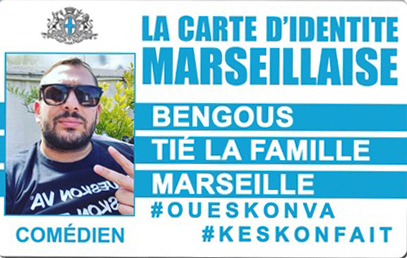 LA CARTE D'IDENTITE
MARSEILLAISE
BENGOUS
TIÉ LA FAMILLE
MARSEILLE
#OUESKONVA
#KESKONFAIT
COMÉDIEN